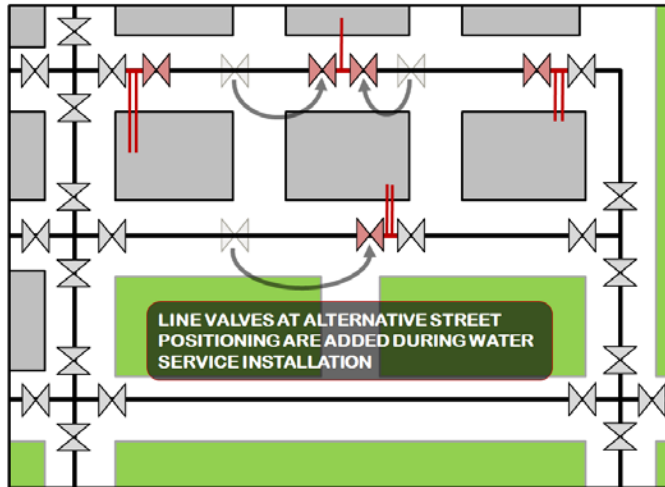 LINE VALVES AT ALTERNATIVE STREET
POSITIONING ARE ADDED DURING WATER
SERVICE INSTALLATION